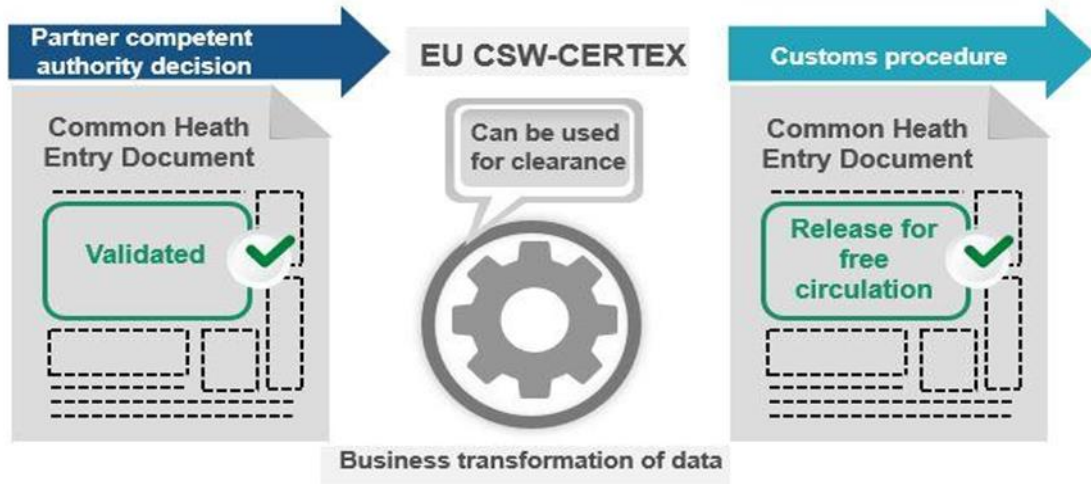 Partner competent
authority decision
EU CSW-CERTEX
Customs procedure
Common Heath
Entry Document
Validated
Can be used
for clearance
Common Heath
Entry Document
Release for
free
circulation
Business transformation of data